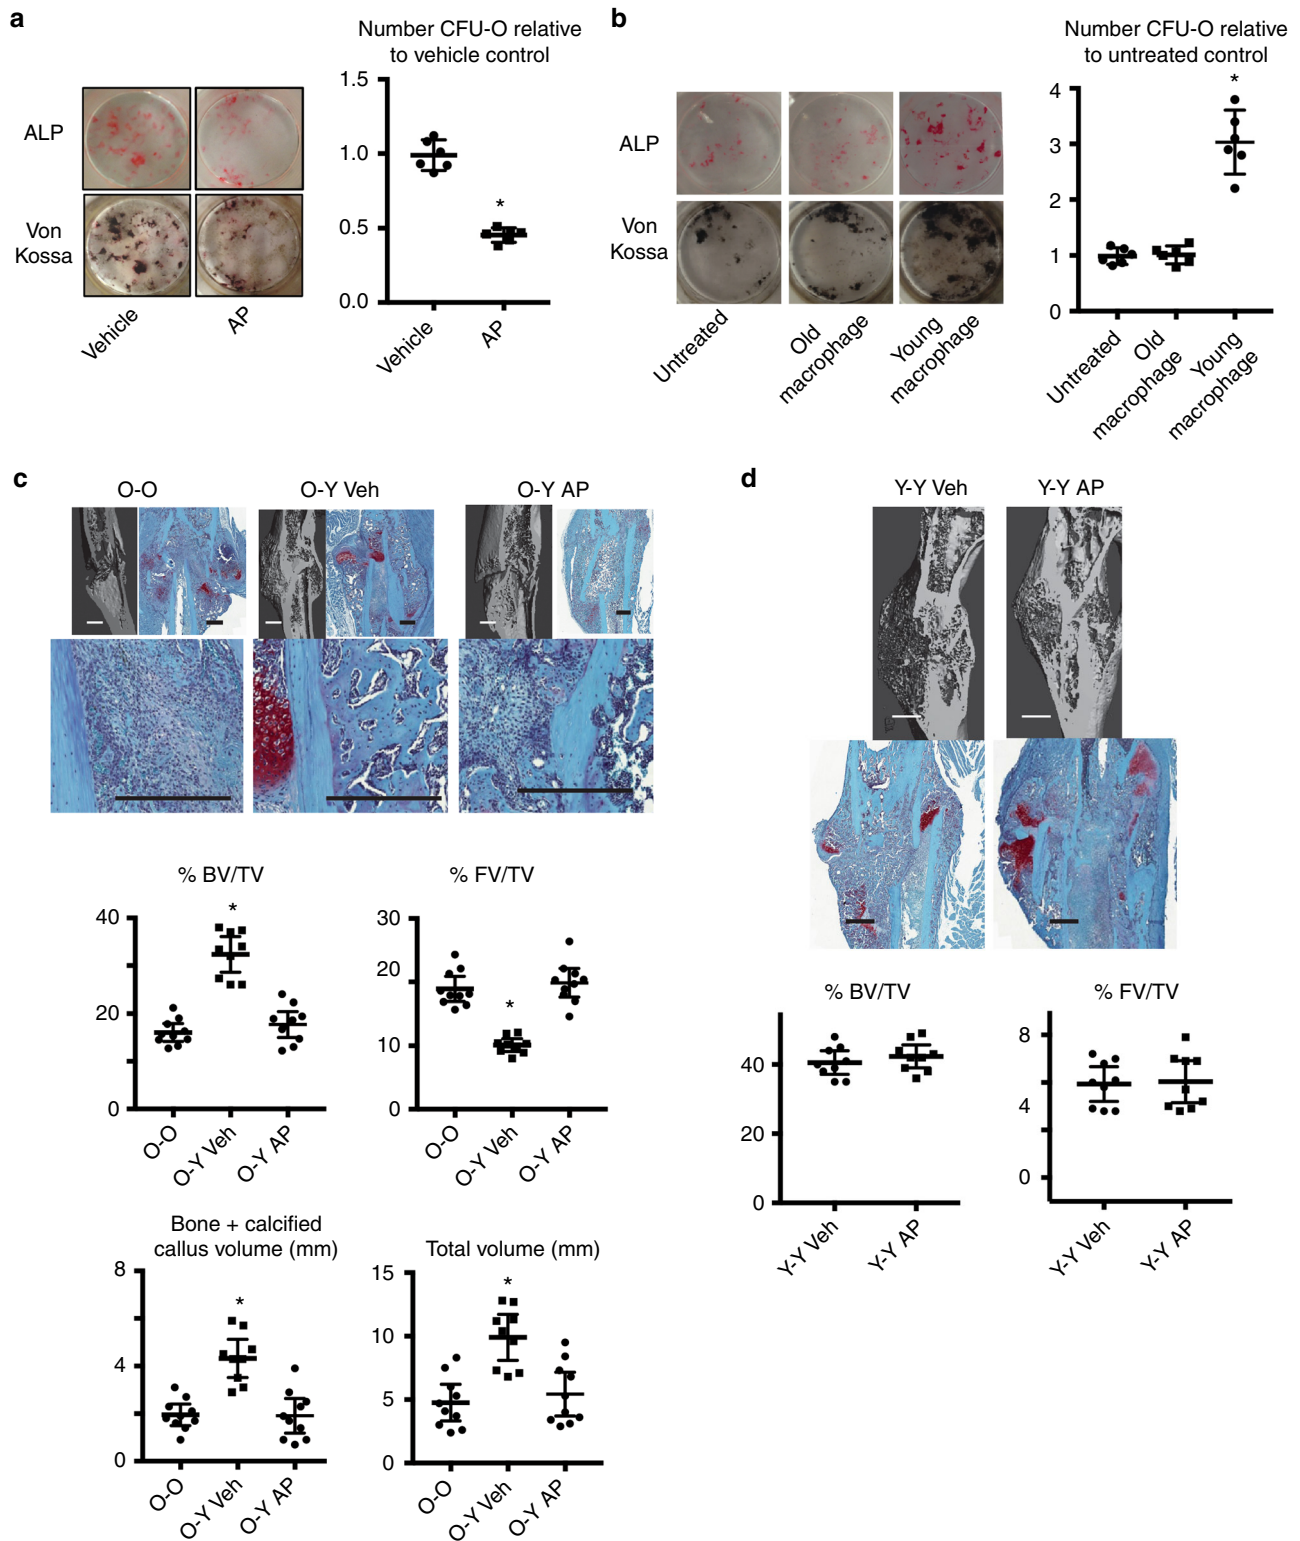 a
Number CFU-O relative
to vehicle control
ALP
Von
Kossa
Vehicle
AP
1.5
1.0
0.5
0.0
*
Vehicle
AP
b
Number CFU-O relative
to untreated control
ALP
Von
Kossa
Untreated
Old
macrophage
Young
macrophage
4
3
2
1
0
*
Untreated
Old
macrophage
Young
macrophage
c
O-O
O-Y Veh
O-Y AP
% BV/TV
40
20
0
*
O-O
O-Y Veh
O-Y AP
% FV/TV
30
20
10
0
*
O-O
O-Y Veh
O-Y AP
Bone + calcified
callus volume (mm)
8
4
0
*
O-O
O-Y Veh
O-Y AP
Total volume (mm)
15
10
5
0
*
O-O
O-Y Veh
O-Y AP
d
Y-Y Veh
Y-Y AP
% BV/TV
40
20
0
Y-Y Veh
Y-Y AP
% FV/TV
8
4
0
Y-Y Veh
Y-Y AP